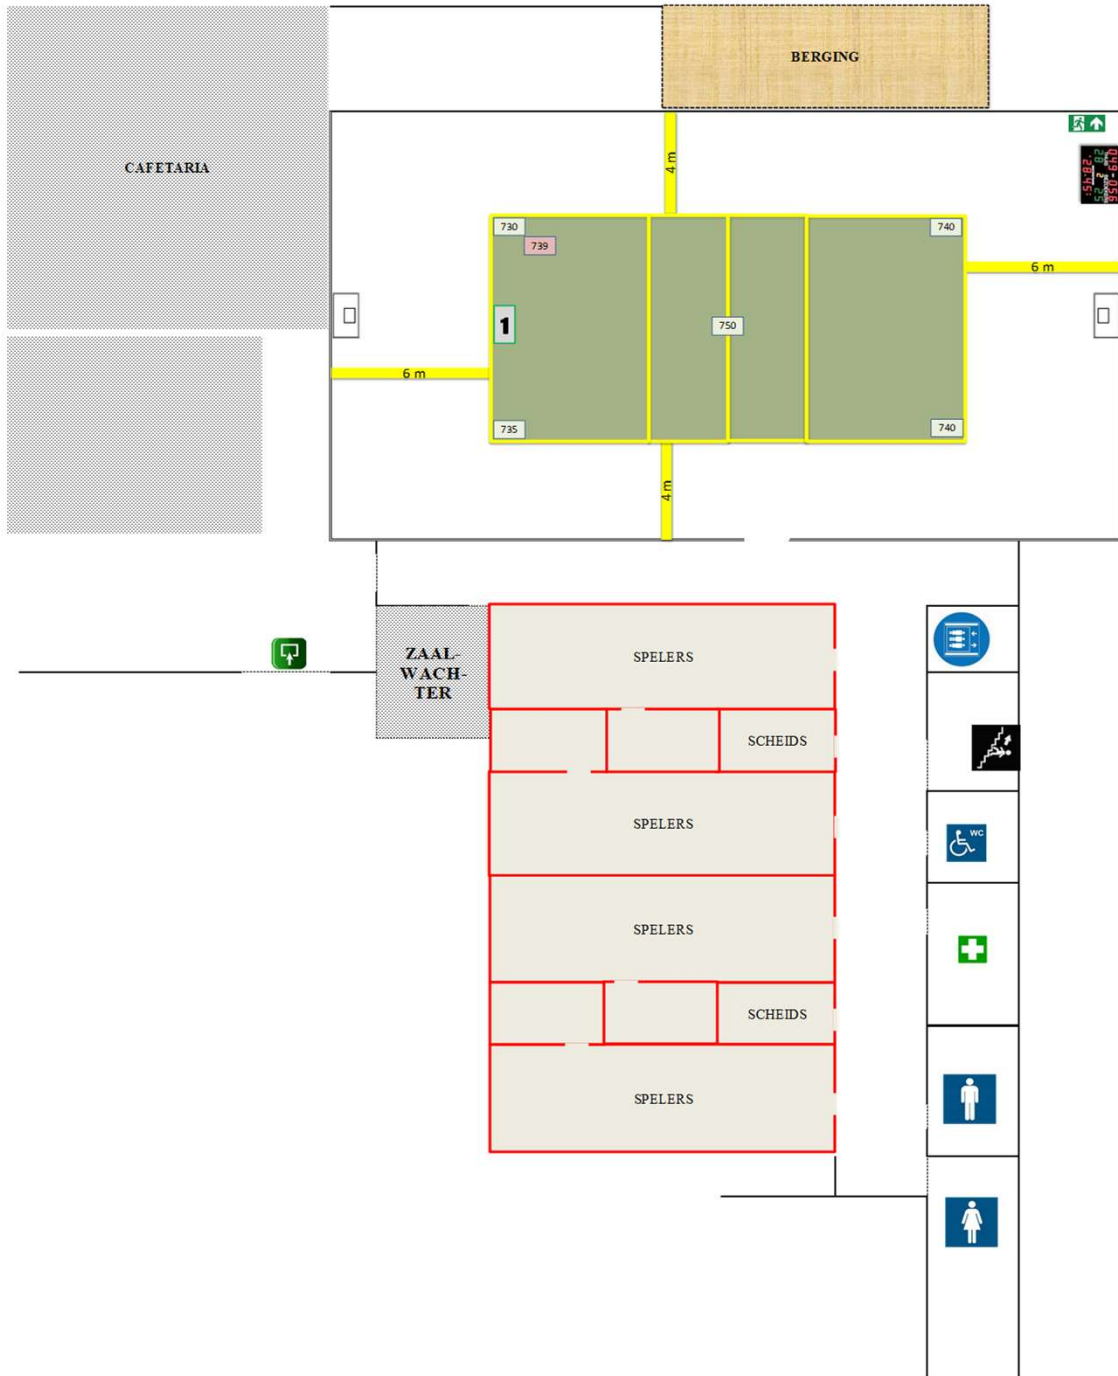 BERGING
CAFETARIA
4 m
730
739
740
6 m
1
750
6 m
735
740
4 m
ZAAL-
WACH-
TER
SPELERS
SCHEIDS
SPELERS
WC
SPELERS
SCHEIDS
SPELERS